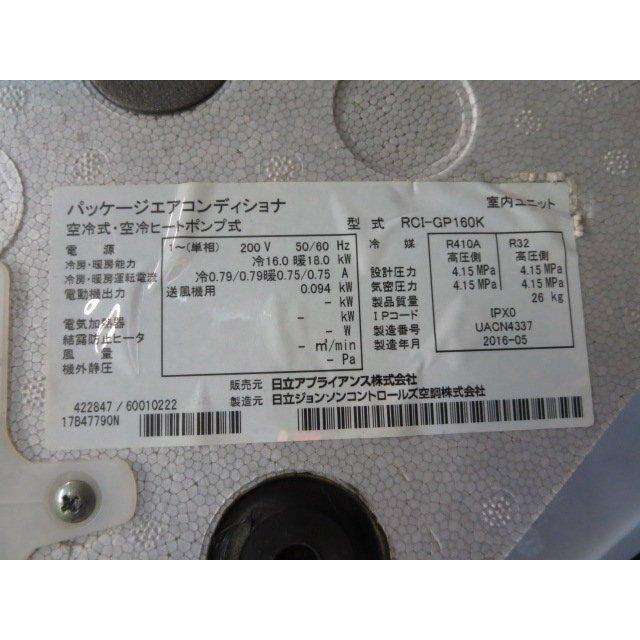 パッケージエアコンディショナ
室内ユニット
空冷式・空冷ヒートポンプ式
型 式 RCI-GP160K
電 源 1〜(単相) 200 V 50/60 Hz
冷房・暖房能力 冷16.0 暖18.0 kW
冷房・暖房運転電流 冷0.79/0.79暖0.75/0.75 A
電動機出力 送風機用 0.094 kW
- kW
電気加熱器 - kW
結露防止ヒータ - W
風 量 - m³/min
機外静圧 - Pa
冷 媒 R410A R32
高圧側 高圧側
設計圧力 4.15 MPa 4.15 MPa
気密圧力 4.15 MPa 4.15 MPa
製品質量 26 kg
IPコード IPX0
製造番号 UACN4337
製造年月 2016-05
販売元 日立アプライアンス株式会社
製造元 日立ジョンソンコントロールズ空調株式会社
422847 / 60010222
17B47790N